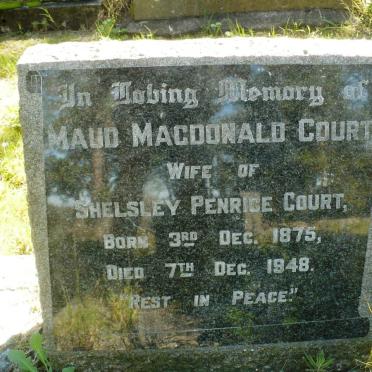 In Loving Memory of
MAUD MACDONALD COURT
WIFE OF
SHELSLEY PENRICE COURT,
BORN 3RD DEC. 1875,
DIED 7TH DEC. 1948.
"REST IN PEACE."